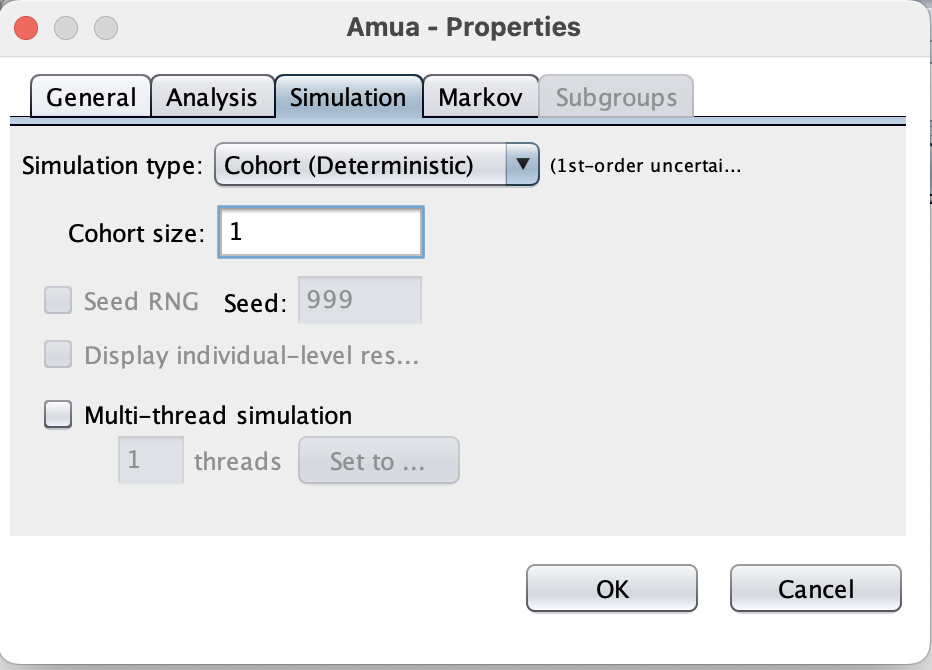 Amua - Properties
General Analysis Simulation Markov Subgroups
Simulation type: Cohort (Deterministic) (1st-order uncertai...
Cohort size: 1
Seed RNG Seed: 999
Display individual-level res...
Multi-thread simulation
1 threads Set to ...
OK Cancel